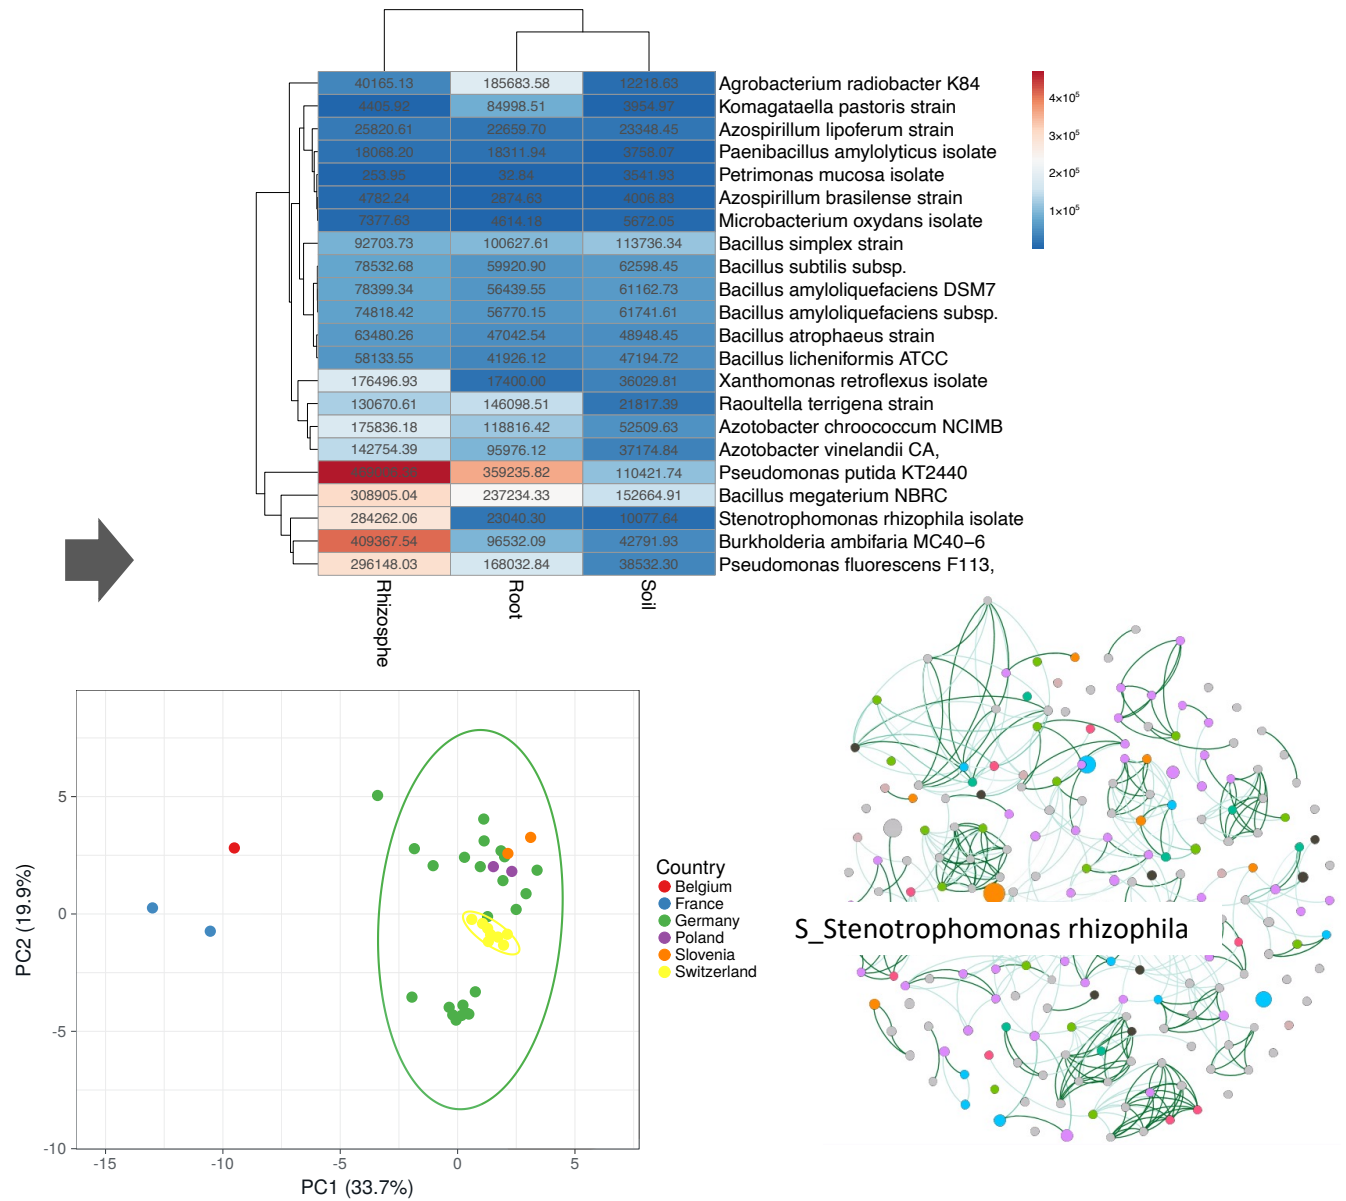 40165.13 185683.58 12218.63 Agrobacterium radiobacter K84
4405.92 84998.51 3954.97 Komagataella pastoris strain
25820.61 22659.70 23348.45 Azospirillum lipoferum strain
18068.20 18311.94 3758.07 Paenibacillus amylolyticus isolate
253.95 32.84 3541.93 Petrimonas mucosa isolate
4782.24 2874.63 4006.83 Azospirillum brasilense strain
7377.63 4614.18 5672.05 Microbacterium oxydans isolate
92703.73 100627.61 113736.34 Bacillus simplex strain
78532.68 59920.90 62598.45 Bacillus subtilis subsp.
78399.34 56439.55 61162.73 Bacillus amyloliquefaciens DSM7
74818.42 56770.15 61741.61 Bacillus amyloliquefaciens subsp.
63480.26 47042.54 48948.45 Bacillus atrophaeus strain
58133.55 41926.12 47194.72 Bacillus licheniformis ATCC
176496.93 17400.00 36029.81 Xanthomonas retroflexus isolate
130670.61 146098.51 21817.39 Raoultella terrigena strain
175836.18 118816.42 52509.63 Azotobacter chroococcum NCIMB
142754.39 95976.12 37174.84 Azotobacter vinelandii CA,
359235.82 110421.74 Pseudomonas putida KT2440
308905.04 237234.33 152664.91 Bacillus megaterium NBRC
284262.06 23040.30 10077.64 Stenotrophomonas rhizophila isolate
409367.54 96532.09 42791.93 Burkholderia ambifaria MC40−6
296148.03 168032.84 38532.30 Pseudomonas fluorescens F113,
Rhizosphe Root Soil
4×10⁵
3×10⁵
2×10⁵
1×10⁵
PC2 (19.9%)
5
0
-5
-10
-15 -10 -5 0 5
PC1 (33.7%)
Country
Belgium
France
Germany
Poland
Slovenia
Switzerland
S_Stenotrophomonas rhizophila